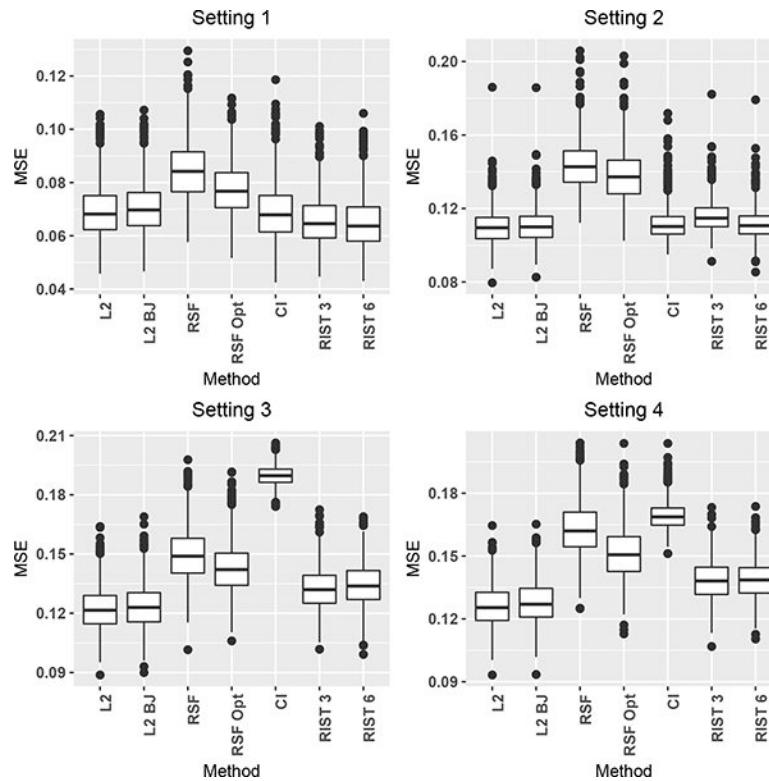 Setting 1
MSE
0.12
0.10
0.08
0.06
0.04
L2
L2 BJ
RSF
RSF Opt
CI
RIST 3
RIST 6
Method
Setting 2
MSE
0.20
0.16
0.12
0.08
L2
L2 BJ
RSF
RSF Opt
CI
RIST 3
RIST 6
Method
Setting 3
MSE
0.21
0.18
0.15
0.12
0.09
L2
L2 BJ
RSF
RSF Opt
CI
RIST 3
RIST 6
Method
Setting 4
MSE
0.18
0.15
0.12
0.09
L2
L2 BJ
RSF
RSF Opt
CI
RIST 3
RIST 6
Method